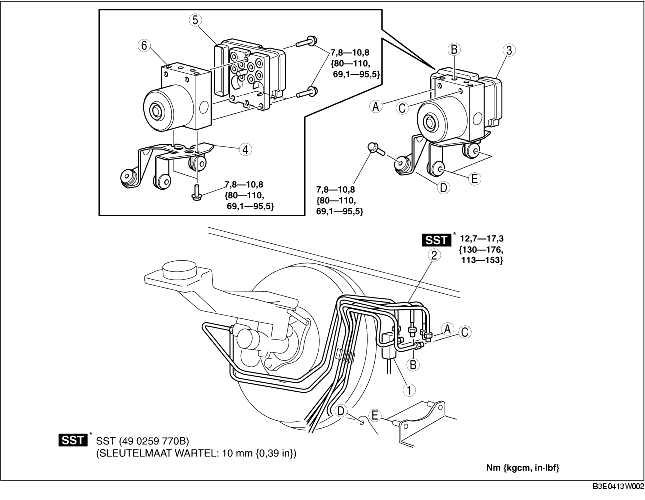 5
6
7,8—10,8
{80—110,
69,1—95,5}
4
7,8—10,8
{80—110,
69,1—95,5}
B
3
A
C
E
D
7,8—10,8
{80—110,
69,1—95,5}
SST * 12,7—17,3
{130—176,
113—153}
2
A
C
B
1
D
E
SST * SST (49 0259 770B)
(SLEUTELMAAT WARTEL: 10 mm {0,39 in})
Nm {kgcm, in-lbf}
B3E0413W002